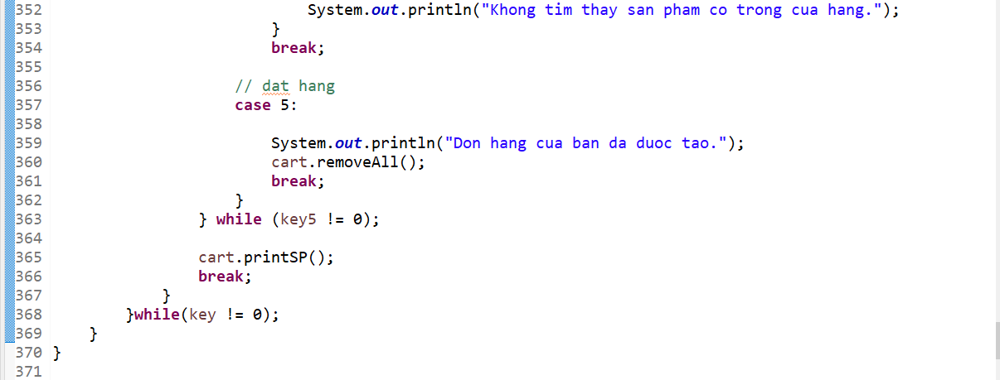 352                             System.out.println("Khong tim thay san pham co trong cua hang.");
353                         }
354                         break;
355
356                     // dat hang
357                     case 5:
358
359                         System.out.println("Don hang cua ban da duoc tao.");
360                         cart.removeAll();
361                         break;
362                     }
363                 } while (key5 != 0);
364
365                 cart.printSP();
366                 break;
367             }
368         }while(key != 0);
369     }
370 }
371